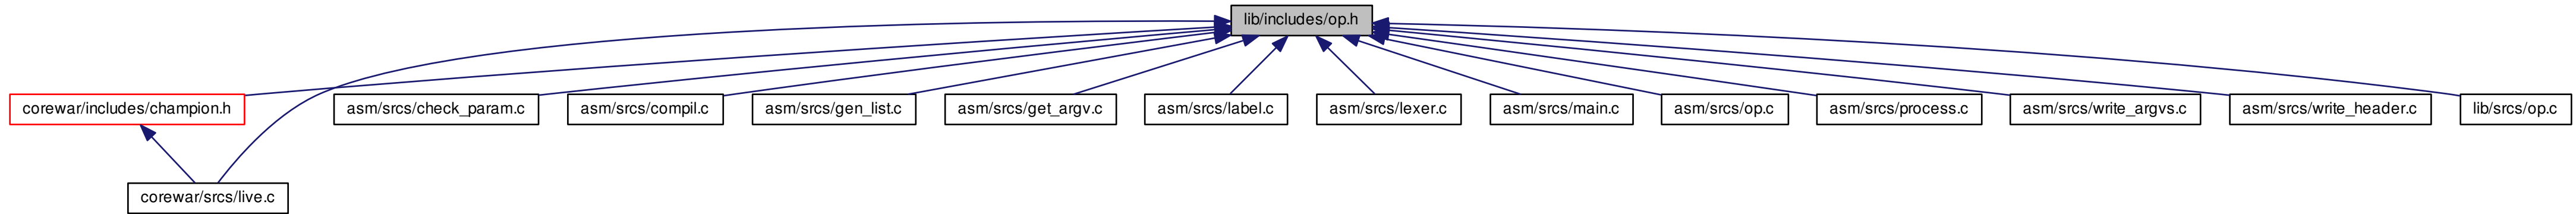 lib/includes/op.h
corewar/includes/champion.h
asm/srcs/check_param.c
asm/srcs/compil.c
asm/srcs/gen_list.c
asm/srcs/get_argv.c
asm/srcs/label.c
asm/srcs/lexer.c
asm/srcs/main.c
asm/srcs/op.c
asm/srcs/process.c
asm/srcs/write_argvs.c
asm/srcs/write_header.c
lib/srcs/op.c
corewar/srcs/live.c